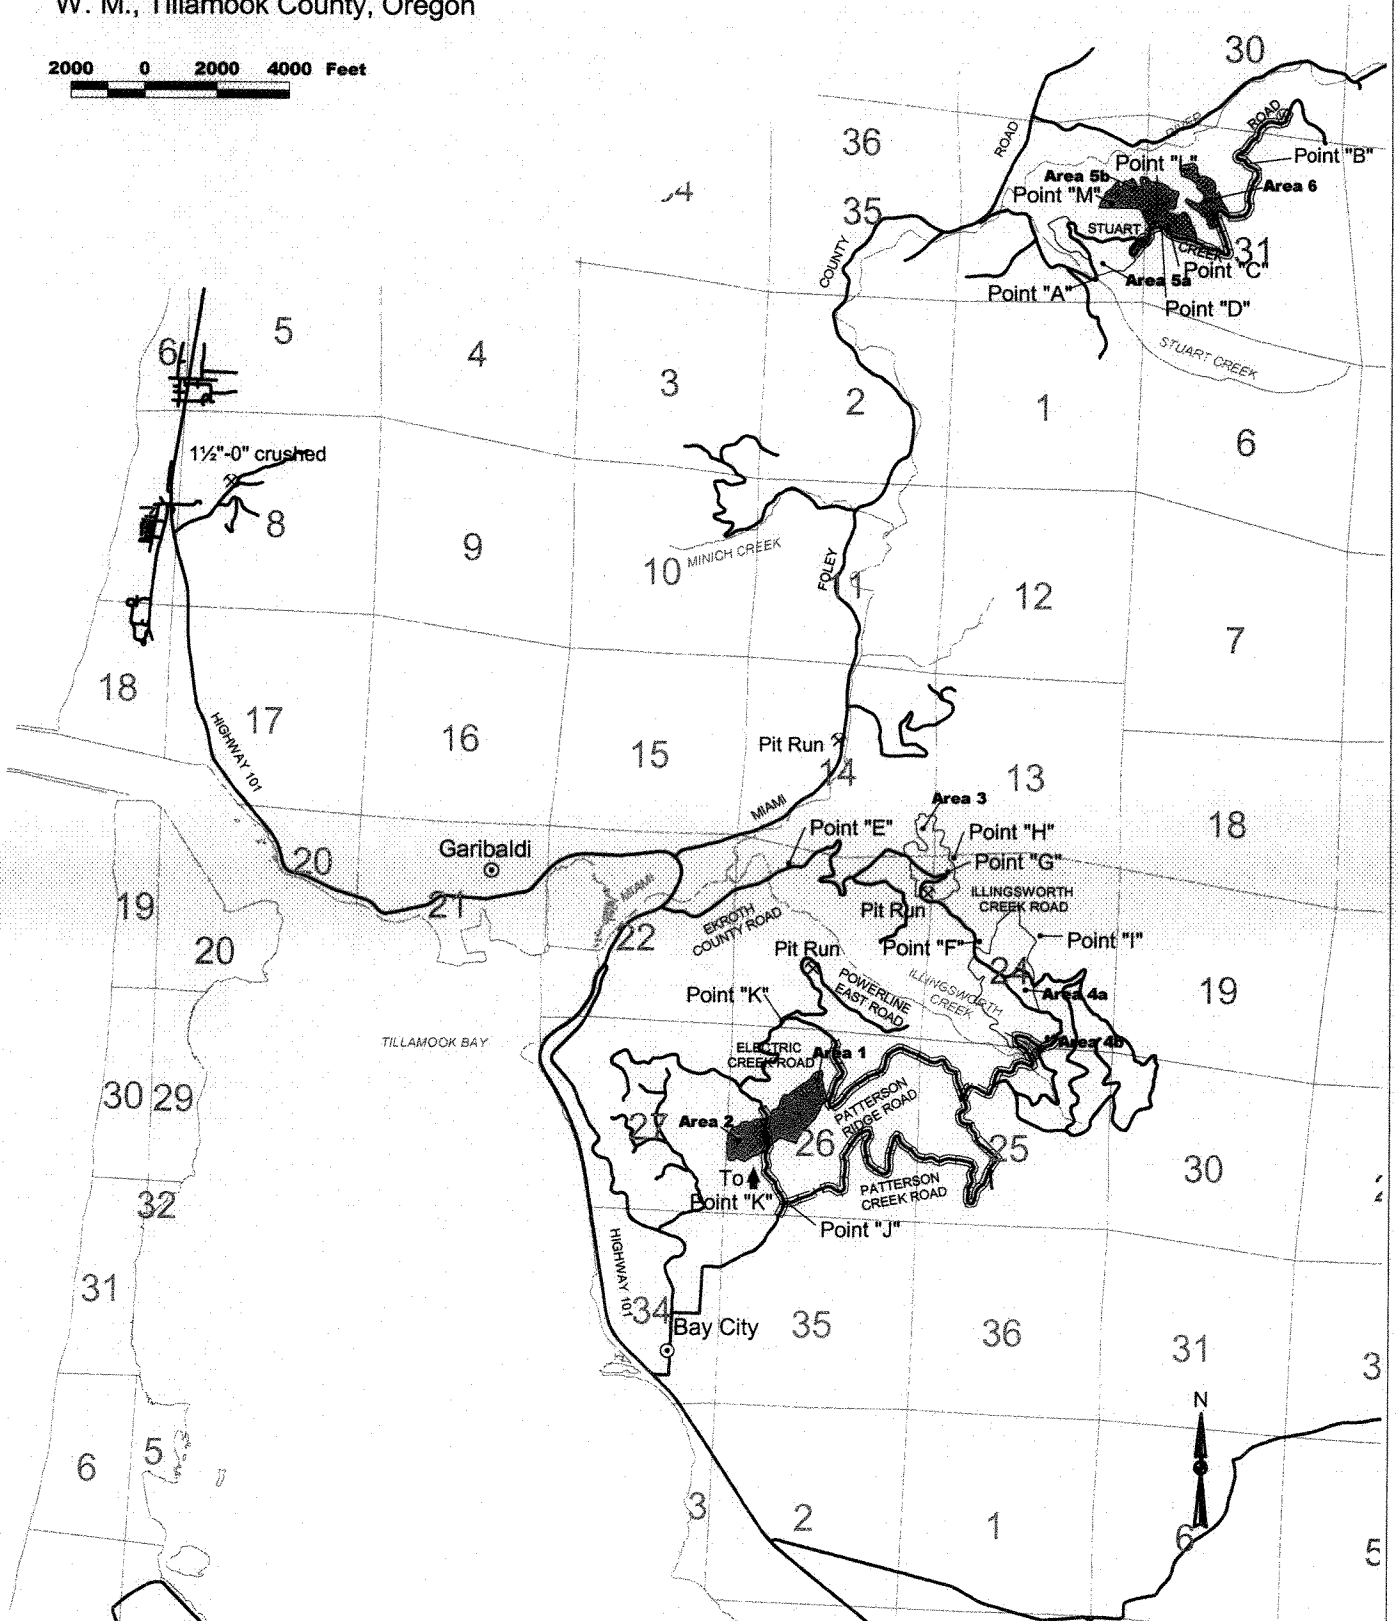 W. M., Tillamook County, Oregon
2000 0 2000 4000 Feet
30
36
ROAD
RIVER
ROAD
Point "B"
Point "L"
Area 5b
Area 6
Point "M"
35
STUART
CREEK
31
COUNTY
Point "C"
Area 5a
Point "A"
Point "D"
STUART CREEK
5
6
4
3
2
1
6
1½"-0" crushed
8
9
10
MINICH CREEK
FOLEY
11
12
7
18
17
HIGHWAY 101
16
15
Pit Run
14
13
MIAMI
Area 3
18
Point "E"
Point "H"
Garibaldi
Point "G"
20
21
MIAMI
ILLINGSWORTH
CREEK ROAD
19
20
22
EKROTH
COUNTY ROAD
Pit Run
Point "F"
Point "I"
Pit Run
24
ILLINGSWORTH
CREEK
POWERLINE
EAST ROAD
Point "K"
Area 4a
19
TILLAMOOK BAY
ELECTRIC
CREEK ROAD
Area 1
Area 4b
30
29
27
Area 2
PATTERSON
RIDGE ROAD
26
25
30
To
Point "K"
PATTERSON
CREEK ROAD
32
Point "J"
HIGHWAY 101
31
34
Bay City
35
36
31
N
6
5
3
2
1
6